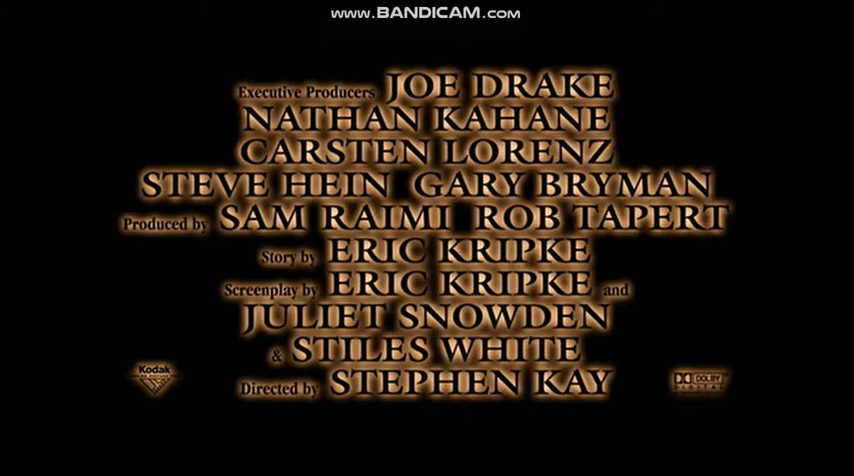 www.BANDICAM.com
Executive Producers JOE DRAKE
NATHAN KAHANE
CARSTEN LORENZ
STEVE HEIN GARY BRYMAN
Produced by SAM RAIMI ROB TAPERT
Story by ERIC KRIPKE
Screenplay by ERIC KRIPKE and
JULIET SNOWDEN
& STILES WHITE
Directed by STEPHEN KAY
Kodak
DOLBY
DIGITAL